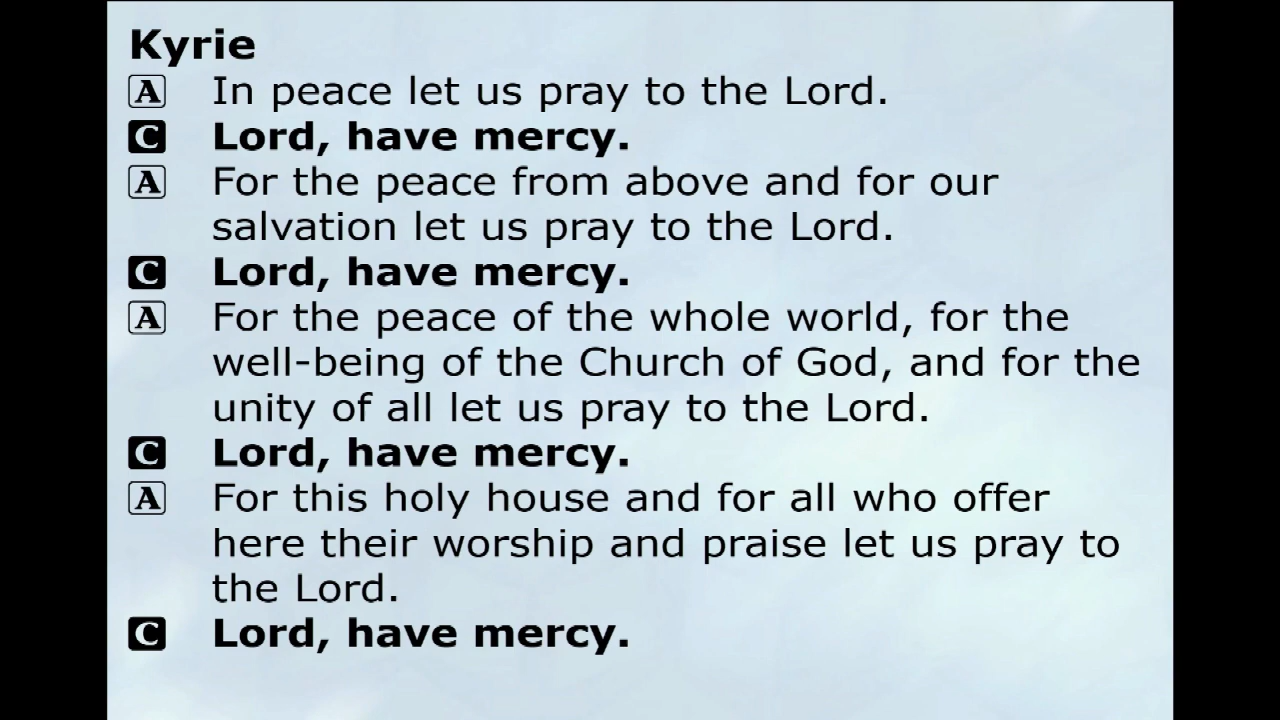 Kyrie
A In peace let us pray to the Lord.
C Lord, have mercy.
A For the peace from above and for our
salvation let us pray to the Lord.
C Lord, have mercy.
A For the peace of the whole world, for the
well-being of the Church of God, and for the
unity of all let us pray to the Lord.
C Lord, have mercy.
A For this holy house and for all who offer
here their worship and praise let us pray to
the Lord.
C Lord, have mercy.